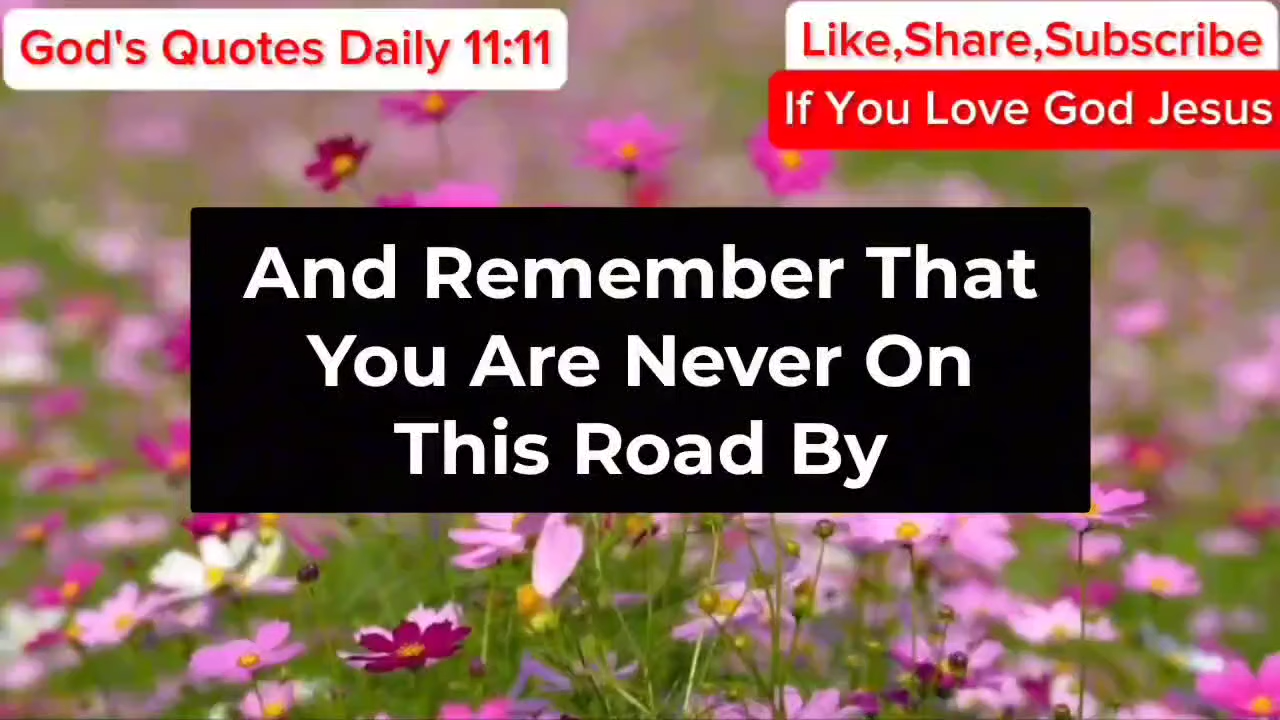 God's Quotes Daily 11:11
Like,Share,Subscribe
If You Love God Jesus
And Remember That
You Are Never On
This Road By